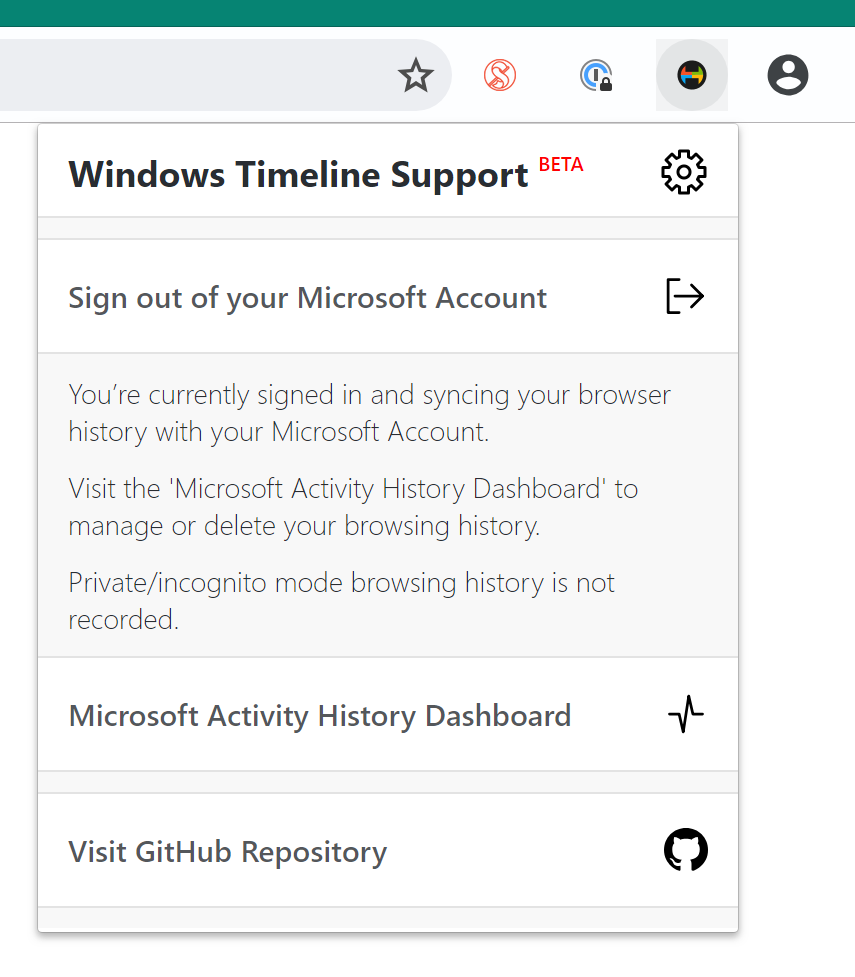 Windows Timeline Support BETA
Sign out of your Microsoft Account
You’re currently signed in and syncing your browser
history with your Microsoft Account.
Visit the 'Microsoft Activity History Dashboard' to
manage or delete your browsing history.
Private/incognito mode browsing history is not
recorded.
Microsoft Activity History Dashboard
Visit GitHub Repository